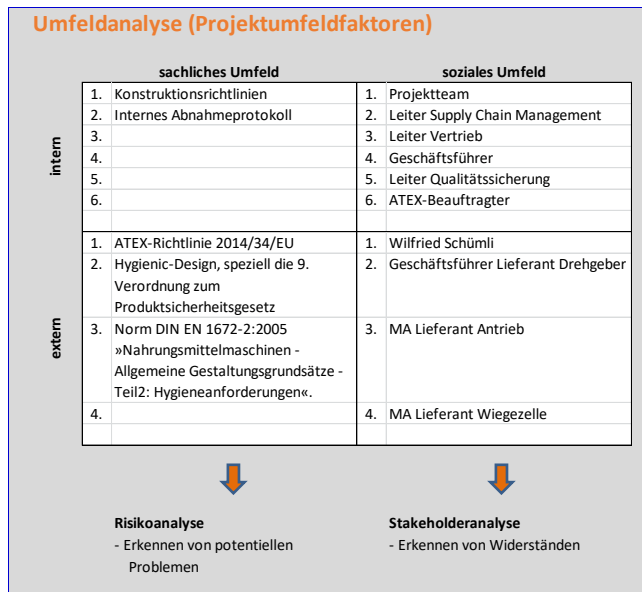 Umfeldanalyse (Projektumfeldfaktoren)
sachliches Umfeld
soziales Umfeld
intern
1. Konstruktionsrichtlinien
2. Internes Abnahmeprotokoll
3.
4.
5.
6.
1. Projektteam
2. Leiter Supply Chain Management
3. Leiter Vertrieb
4. Geschäftsführer
5. Leiter Qualitätssicherung
6. ATEX-Beauftragter
extern
1. ATEX-Richtlinie 2014/34/EU
2. Hygienic-Design, speziell die 9.
Verordnung zum
Produktsicherheitsgesetz
3. Norm DIN EN 1672-2:2005
»Nahrungsmittelmaschinen -
Allgemeine Gestaltungsgrundsätze -
Teil2: Hygieneanforderungen«.
4.
1. Wilfried Schümli
2. Geschäftsführer Lieferant Drehgeber
3. MA Lieferant Antrieb
4. MA Lieferant Wiegezelle
Risikoanalyse
- Erkennen von potentiellen
Problemen
Stakeholderanalyse
- Erkennen von Widerständen